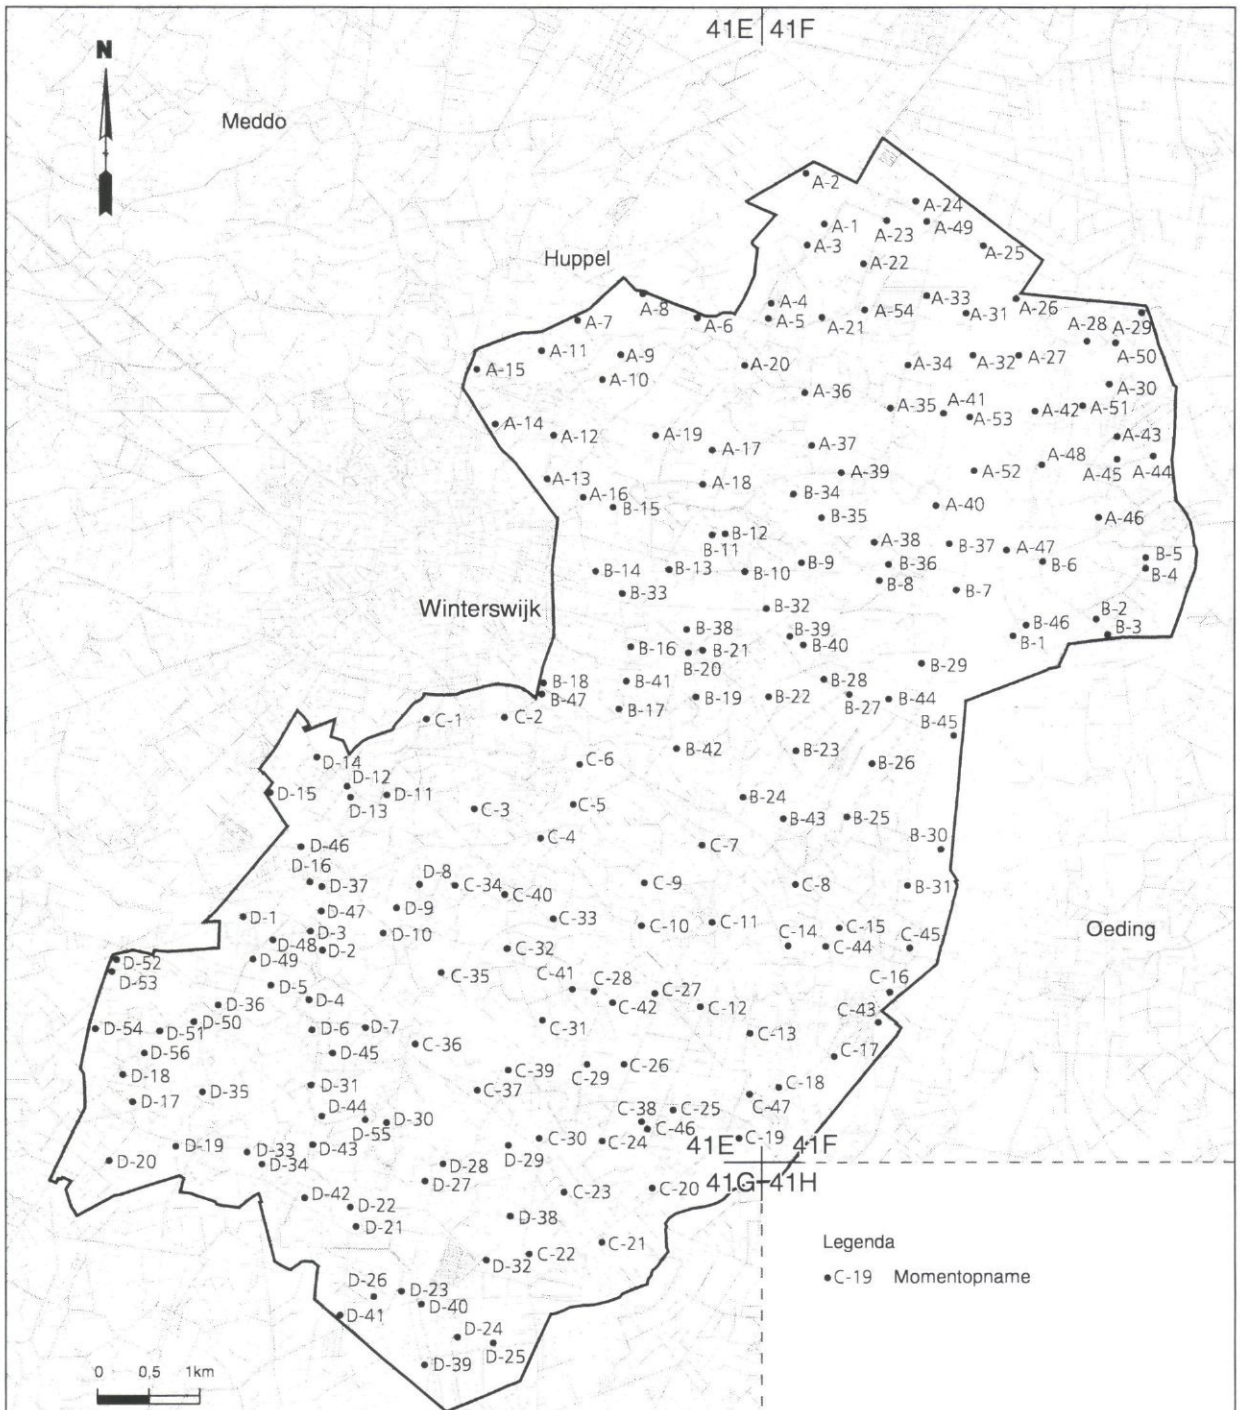 41E 41F
N
Meddo
A-2
A-24
A-1
A-23
A-49
A-3
A-25
Huppel
A-22
A-8
A-4
A-33
A-26
A-7
A-6
A-5
A-21
A-54
A-31
A-28
A-29
A-11
A-9
A-50
A-15
A-20
A-34
A-32
A-27
A-10
A-30
A-36
A-35
A-41
A-42
A-51
A-14
A-53
A-12
A-19
A-17
A-37
A-43
A-48
A-45
A-44
A-13
A-18
A-39
A-52
A-16
B-34
B-15
A-40
B-35
A-46
B-12
B-11
A-38
B-37
A-47
B-14
B-13
B-10
B-9
B-36
B-6
B-5
B-4
B-33
B-8
B-7
Winterswijk
B-32
B-38
B-39
B-46
B-2
B-1
B-3
B-16
B-21
B-40
B-20
B-29
B-18
B-41
B-28
B-47
B-19
B-22
B-27
B-44
B-17
C-1
C-2
B-45
B-42
B-23
D-14
C-6
B-26
D-12
D-15
D-13
D-11
C-3
C-5
B-24
B-43
B-25
C-4
C-7
B-30
D-46
D-16
D-8
D-37
C-34
C-40
C-9
C-8
B-31
D-47
D-9
D-1
C-33
C-10
C-11
C-14
C-15
D-3
D-10
Oeding
D-48
D-2
C-32
C-44
C-45
D-52
D-49
D-53
C-35
C-41
C-28
D-5
C-27
C-16
D-36
D-4
C-42
C-12
D-50
C-43
D-54
D-51
D-6
D-7
C-31
C-13
D-56
D-45
C-36
C-17
D-18
C-39
C-29
C-26
D-35
D-31
C-37
C-18
D-17
C-47
D-44
C-38
C-25
D-55
D-30
C-46
D-19
D-33
D-43
C-30
C-24
41E
C-19
41F
D-20
D-34
D-29
D-28
D-27
C-23
C-20
41G 41H
D-42
D-22
D-21
D-38
C-21
Legenda
D-32
C-22
C-19 Momentopname
D-26
D-23
D-40
D-41
D-24
D-25
D-39
0 0,5 1km